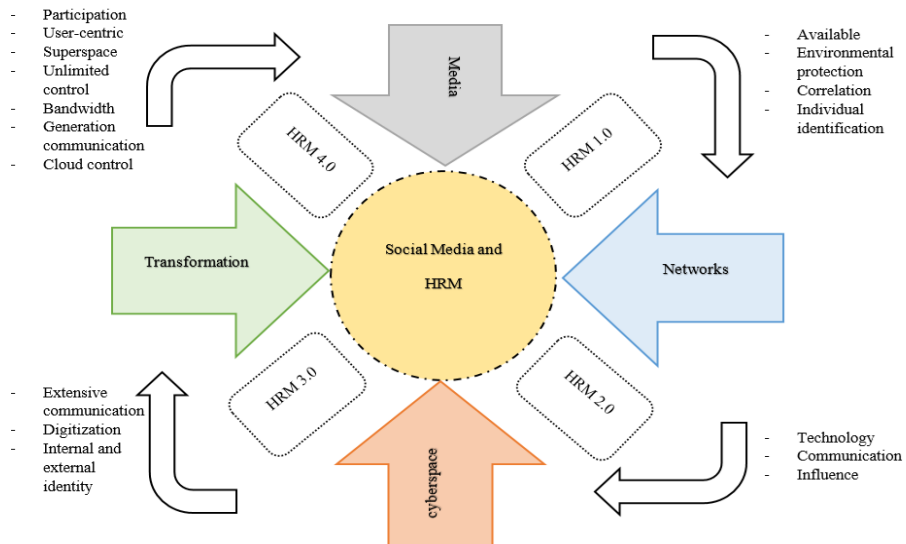 - Participation
- User-centric
- Superspace
- Unlimited
control
- Bandwidth
- Generation
communication
- Cloud control
Media
- Available
- Environmental
protection
- Correlation
- Individual
identification
HRM 4.0
HRM 1.0
Transformation
Social Media and
HRM
Networks
HRM 3.0
HRM 2.0
- Extensive
communication
- Digitization
- Internal and
external
identity
cyberspace
- Technology
- Communication
- Influence